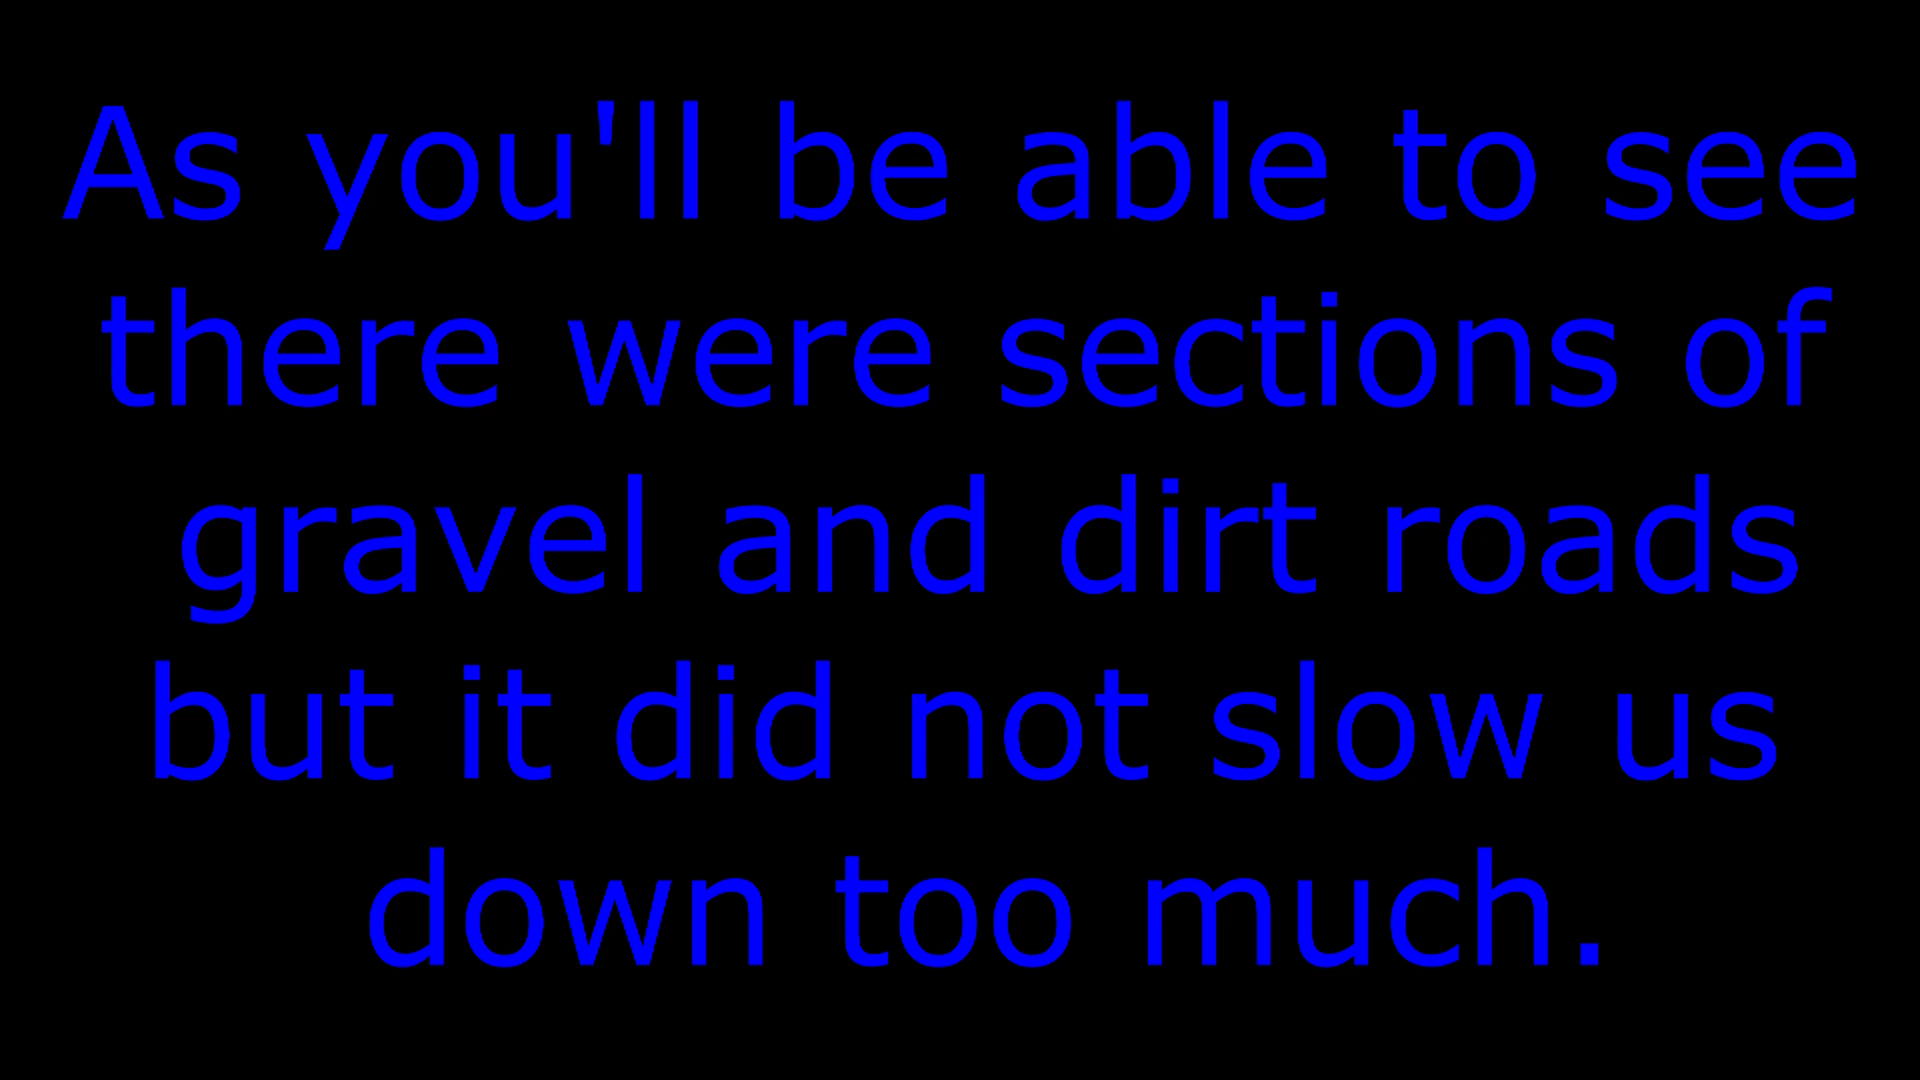 As you'll be able to see
there were sections of
gravel and dirt roads
but it did not slow us
down too much.